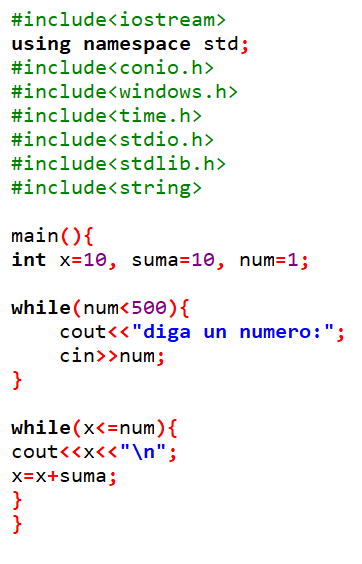 #include<iostream>
using namespace std;
#include<conio.h>
#include<windows.h>
#include<time.h>
#include<stdio.h>
#include<stdlib.h>
#include<string>
main(){
int x=10, suma=10, num=1;
while(num<500){
cout<<"diga un numero:";
cin>>num;
}
while(x<=num){
cout<<x<<"\n";
x=x+suma;
}
}